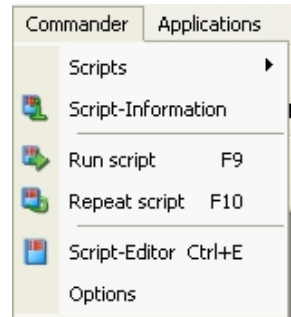 Commander Applications
Scripts
Script-Information
Run script F9
Repeat script F10
Script-Editor Ctrl+E
Options